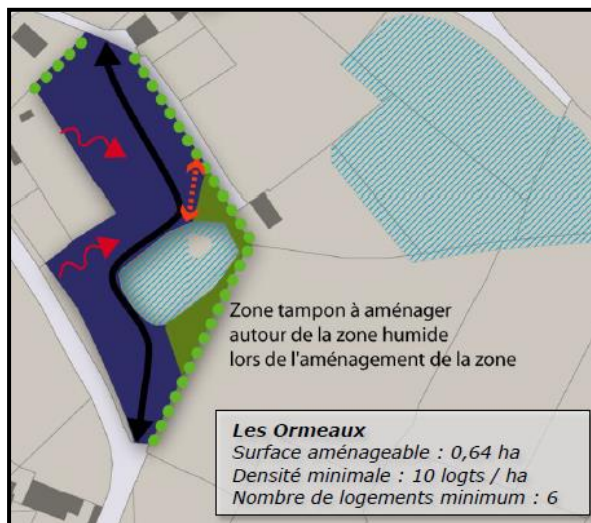 Zone tampon à aménager
autour de la zone humide
lors de l'aménagement de la zone
Les Ormeaux
Surface aménageable : 0,64 ha
Densité minimale : 10 logts / ha
Nombre de logements minimum : 6